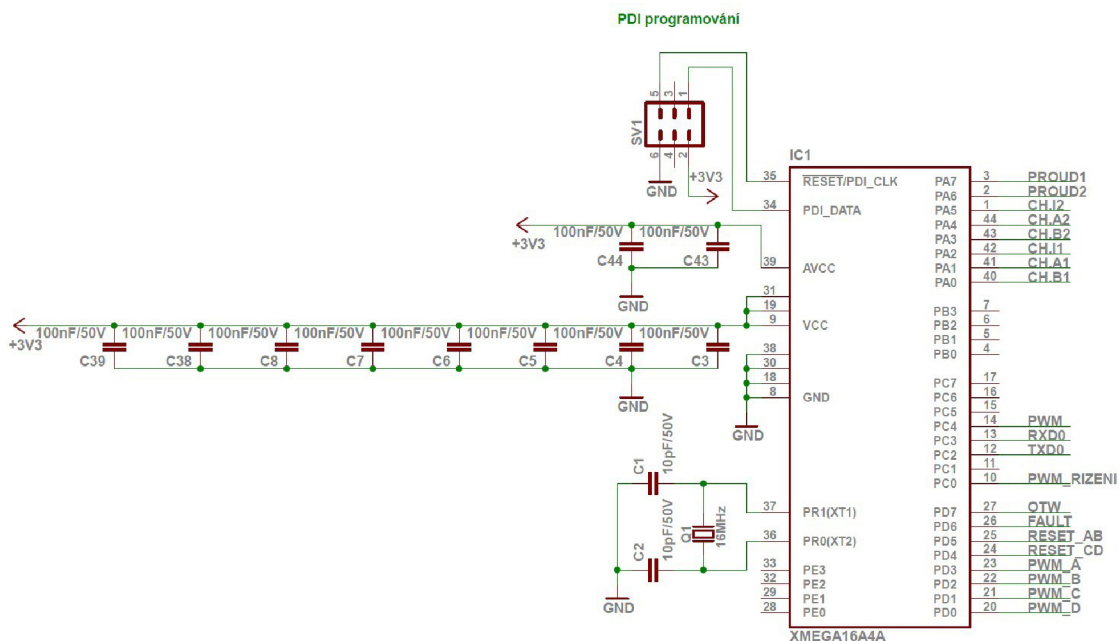 PDI programování
5
3
1
SV1
6
4
2
+3V3
GND
IC1
35
RESET/PDI_CLK
34
PDI_DATA
39
AVCC
31
19
9
VCC
38
30
18
8
GND
37
PR1(XT1)
36
PR0(XT2)
33
PE3
32
PE2
29
PE1
28
PE0
PA7
3
PROUD1
PA6
2
PROUD2
PA5
1
CH.I2
PA4
44
CH.A2
PA3
43
CH.B2
PA2
42
CH.I1
PA1
41
CH.A1
PA0
40
CH.B1
PB3
7
PB2
6
PB1
5
PB0
4
PC7
17
PC6
16
PC5
15
PC4
14
PWM
PC3
13
RXD0
PC2
12
TXD0
PC1
11
PC0
10
PWM_RIZENI
PD7
27
OTW
PD6
26
FAULT
PD5
25
RESET_AB
PD4
24
RESET_CD
PD3
23
PWM_A
PD2
22
PWM_B
PD1
21
PWM_C
PD0
20
PWM_D
XMEGA16A4A
+3V3
100nF/50V
100nF/50V
C44
C43
GND
+3V3
100nF/50V
100nF/50V
100nF/50V
100nF/50V
100nF/50V
100nF/50V
100nF/50V
100nF/50V
C39
C38
C8
C7
C6
C5
C4
C3
GND
GND
C1
10pF/50V
C2
10pF/50V
Q1
16MHz
GND